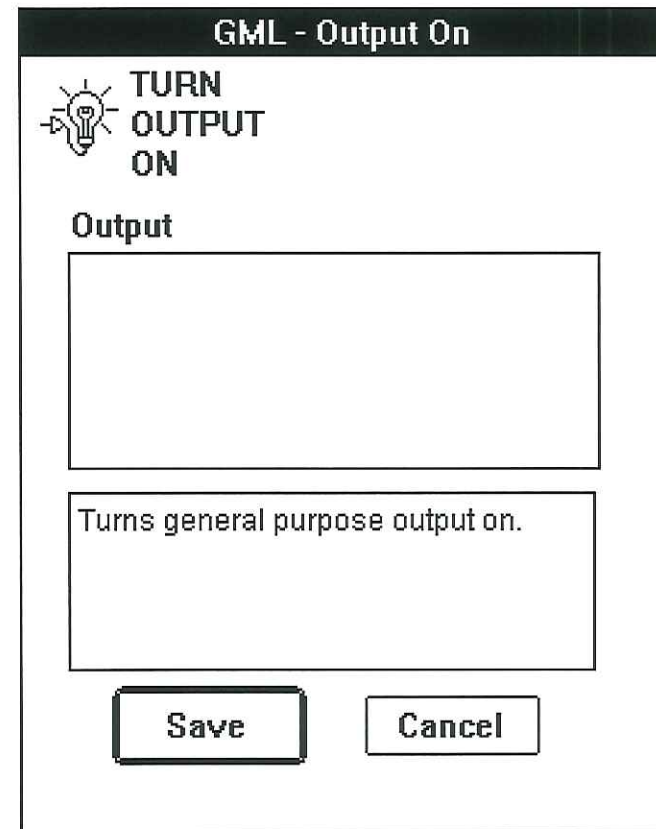 GML - Output On
TURN
OUTPUT
ON
Output
Turns general purpose output on.
Save
Cancel